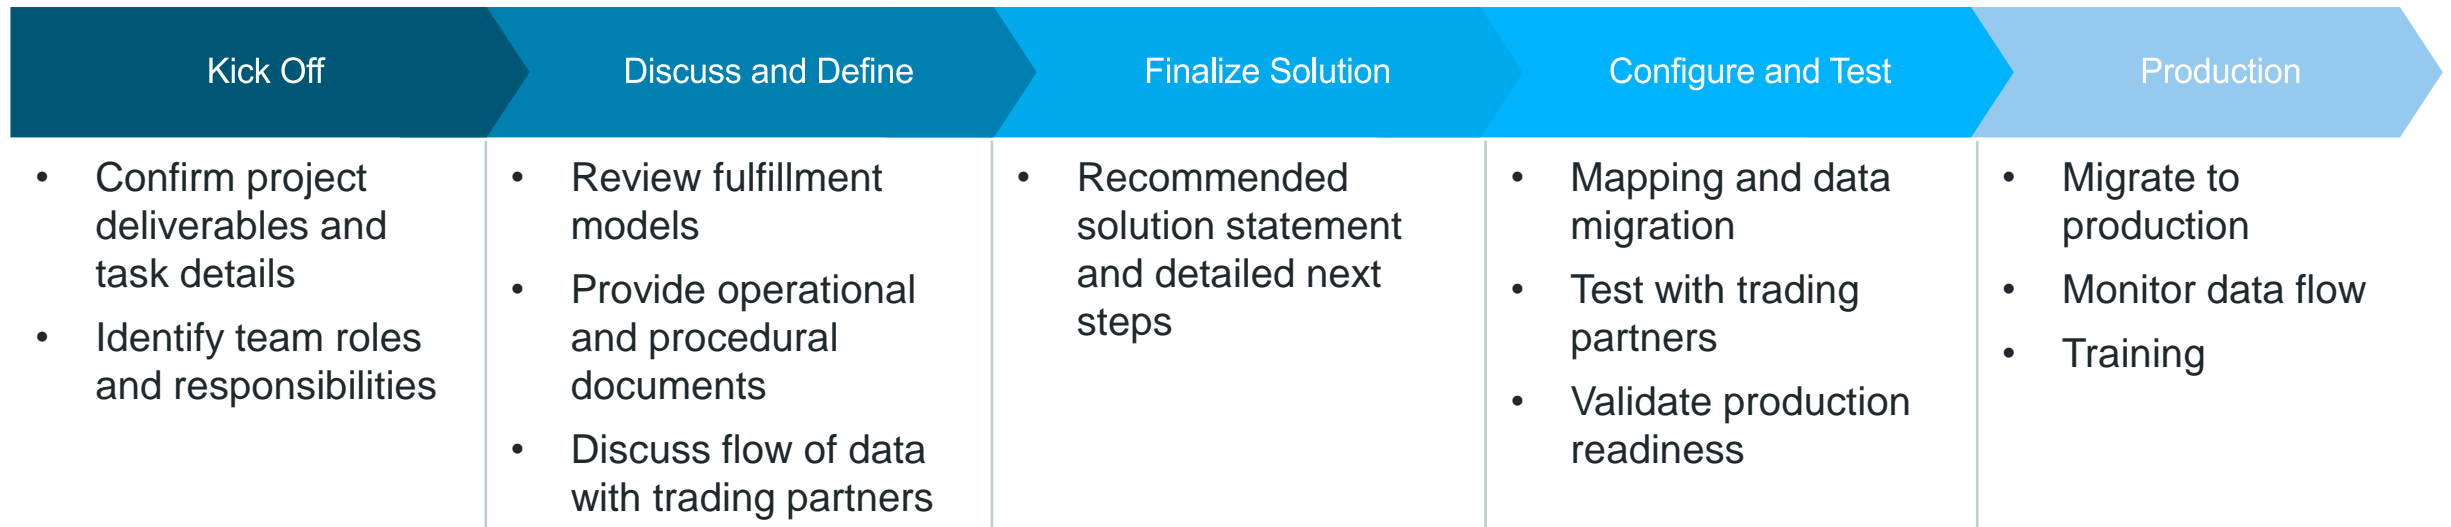 Kick Off
Discuss and Define
Finalize Solution
Configure and Test
Production
• Confirm project
deliverables and
task details
• Identify team roles
and responsibilities
• Review fulfillment
models
• Provide operational
and procedural
documents
• Discuss flow of data
with trading partners
• Recommended
solution statement
and detailed next
steps
• Mapping and data
migration
• Test with trading
partners
• Validate production
readiness
• Migrate to
production
• Monitor data flow
• Training